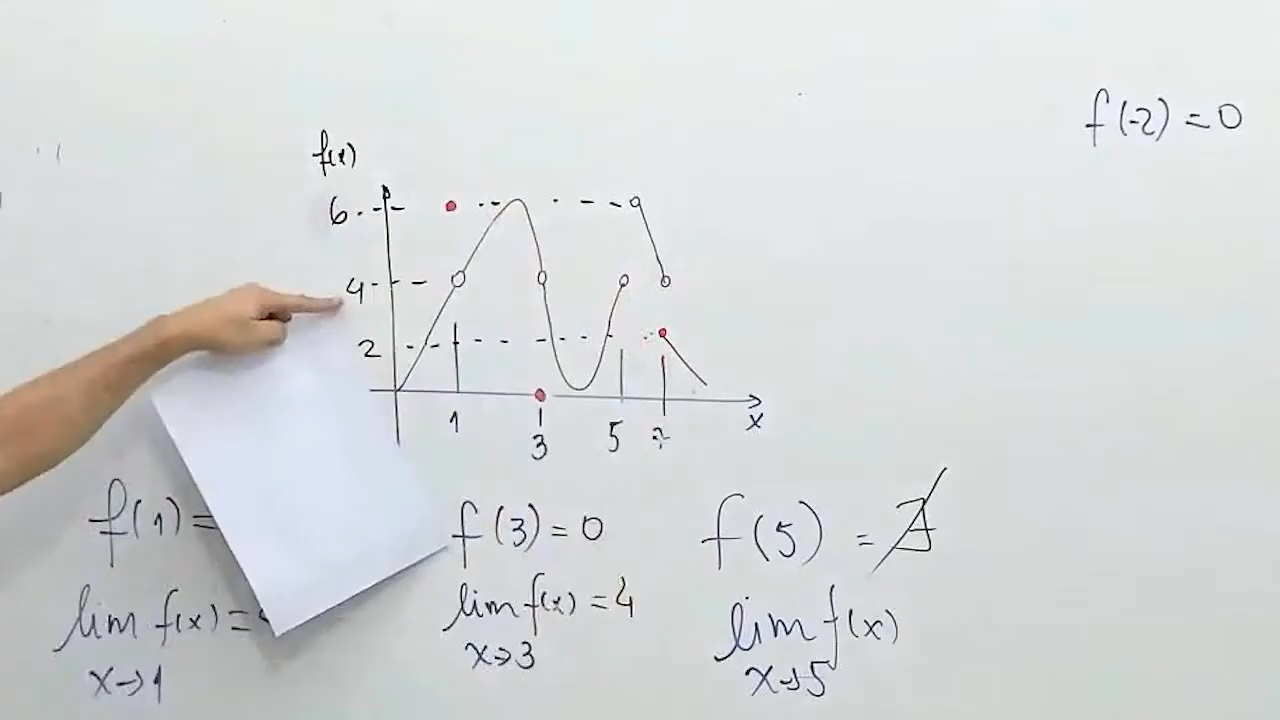 f(-2) = 0
f(x)
6
4
2
1 3 5 7 x
f(1) = f(3) = 0 f(5) = ∄
lim f(x) = lim f(x) = 4 lim f(x)
x→1 x→3 x→5